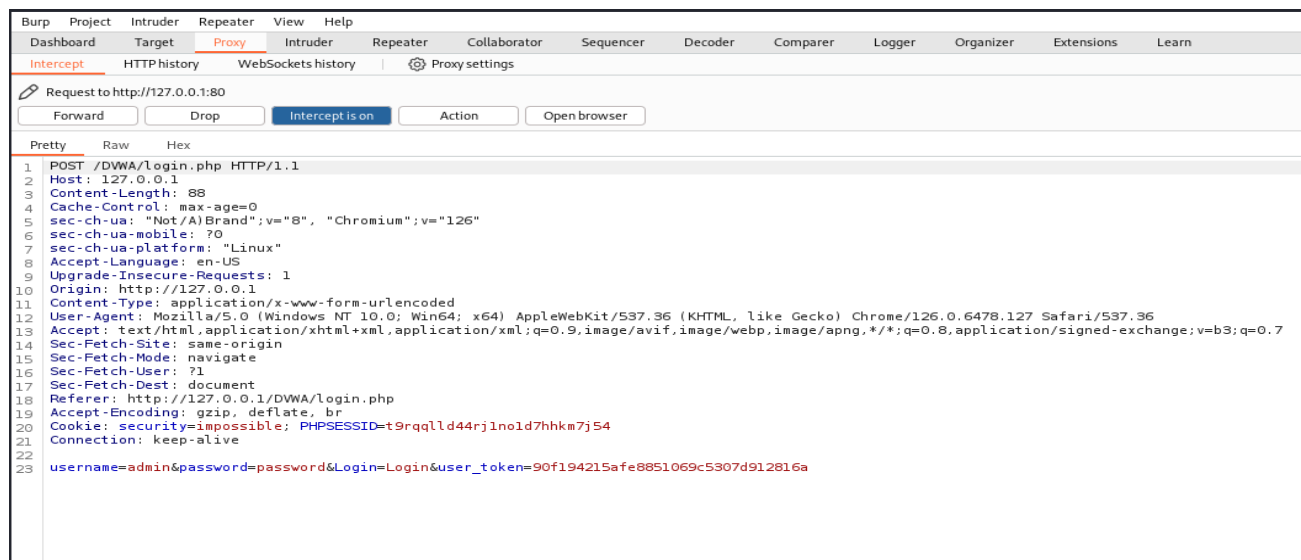 Burp Project Intruder Repeater View Help
Dashboard Target Proxy Intruder Repeater Collaborator Sequencer Decoder Comparer Logger Organizer Extensions Learn
Intercept HTTP history WebSockets history Proxy settings
Request to http://127.0.0.1:80
Forward Drop Intercept is on Action Open browser
Pretty Raw Hex
1 POST /DVWA/login.php HTTP/1.1
2 Host: 127.0.0.1
3 Content-Length: 88
4 Cache-Control: max-age=0
5 sec-ch-ua: "Not/A)Brand";v="8", "Chromium";v="126"
6 sec-ch-ua-mobile: ?0
7 sec-ch-ua-platform: "Linux"
8 Accept-Language: en-US
9 Upgrade-Insecure-Requests: 1
10 Origin: http://127.0.0.1
11 Content-Type: application/x-www-form-urlencoded
12 User-Agent: Mozilla/5.0 (Windows NT 10.0; Win64; x64) AppleWebKit/537.36 (KHTML, like Gecko) Chrome/126.0.6478.127 Safari/537.36
13 Accept: text/html,application/xhtml+xml,application/xml;q=0.9,image/avif,image/webp,image/apng,*/*;q=0.8,application/signed-exchange;v=b3;q=0.7
14 Sec-Fetch-Site: same-origin
15 Sec-Fetch-Mode: navigate
16 Sec-Fetch-User: ?1
17 Sec-Fetch-Dest: document
18 Referer: http://127.0.0.1/DVWA/login.php
19 Accept-Encoding: gzip, deflate, br
20 Cookie: security=impossible; PHPSESSID=t9rqqlld44rj1no1d7hhkm7j54
21 Connection: keep-alive
22
23 username=admin&password=password&Login=Login&user_token=90f194215afe8851069c5307d912816a